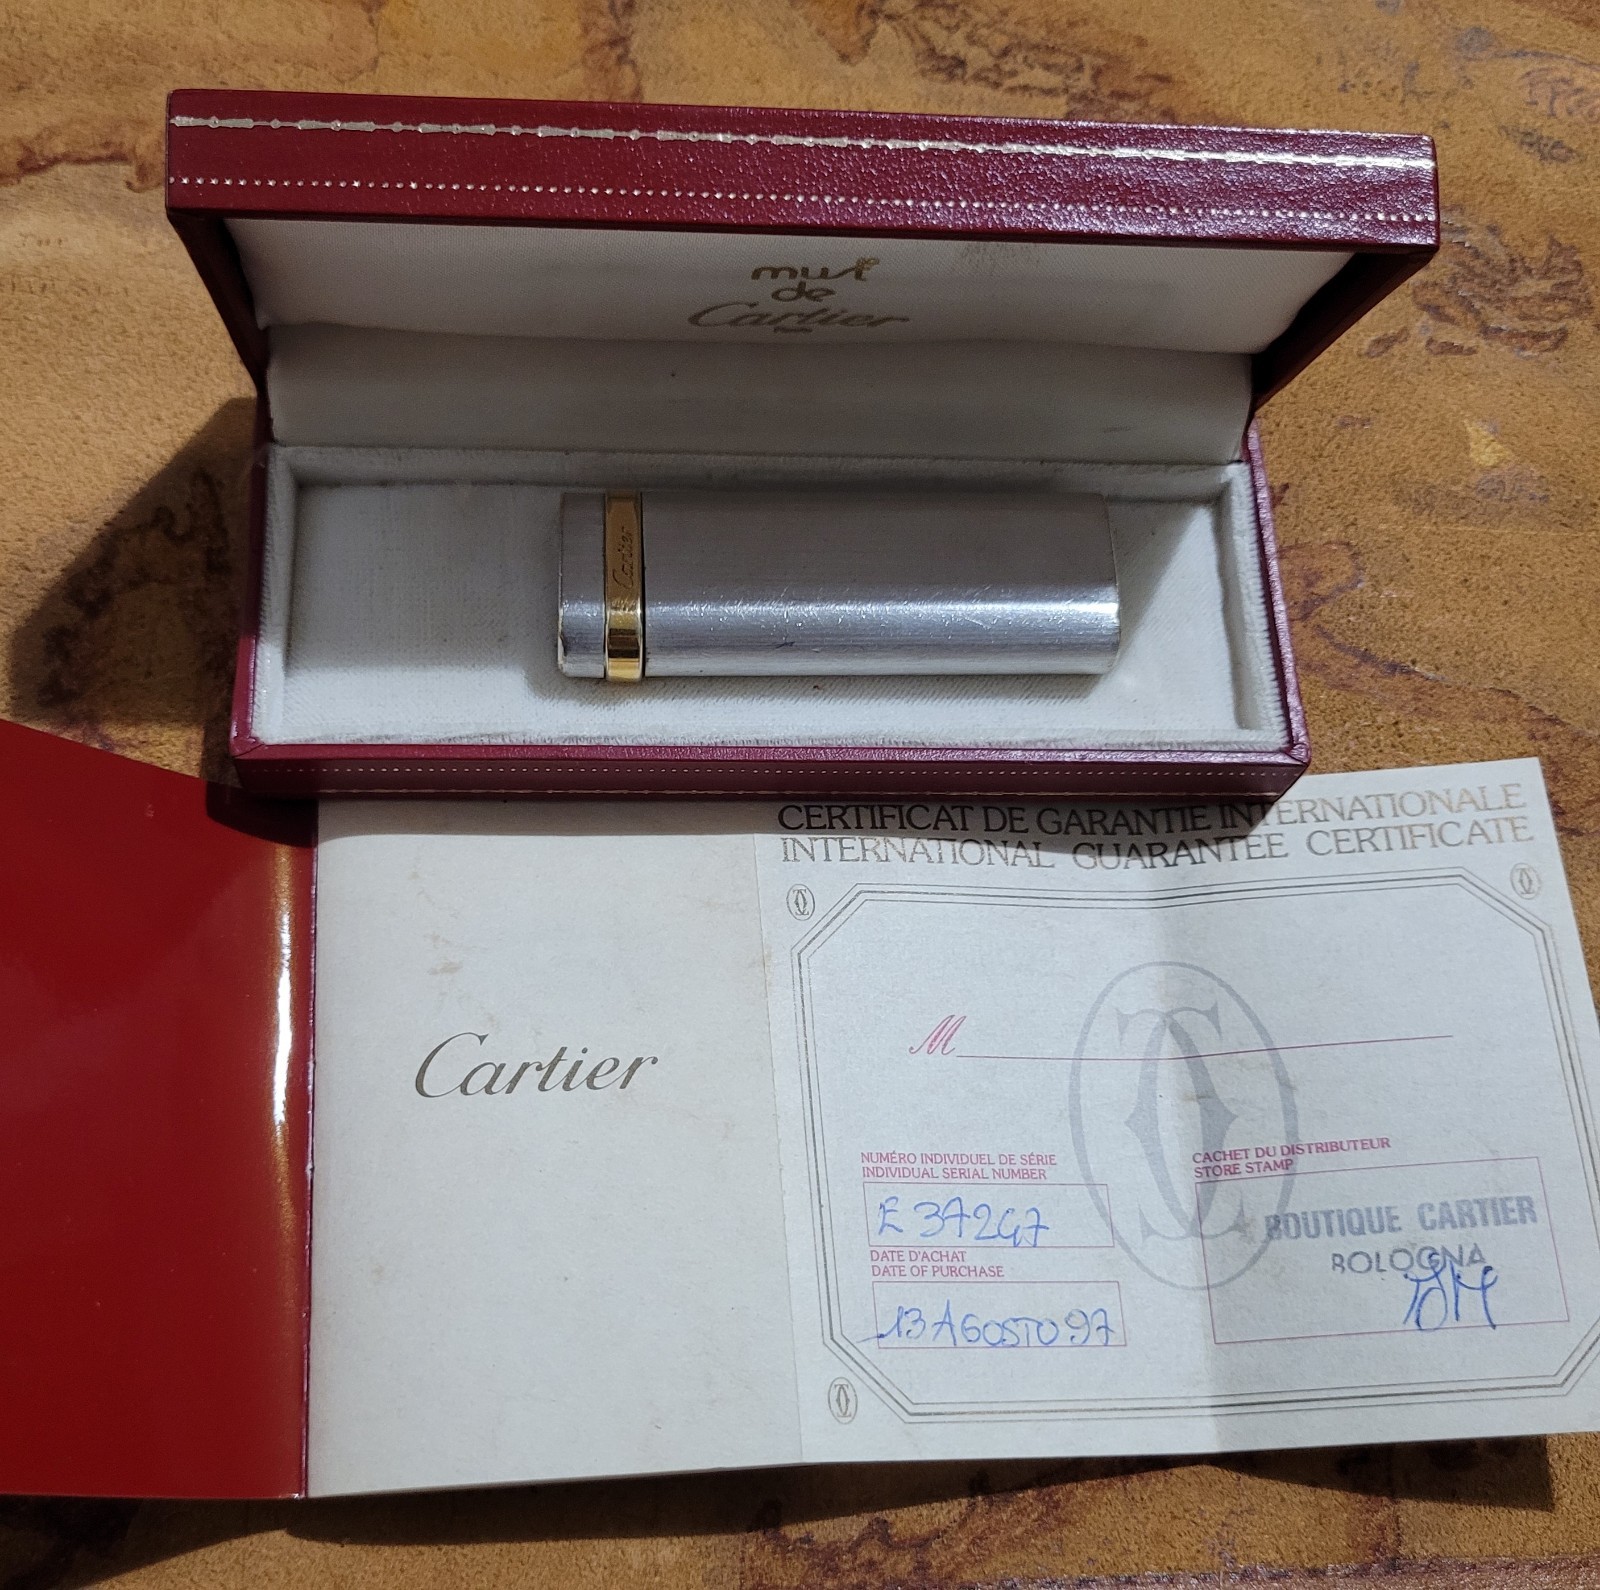 must
de
Cartier
Paris
Cartier
CERTIFICAT DE GARANTIE INTERNATIONALE
INTERNATIONAL GUARANTEE CERTIFICATE
Cartier
M
NUMÉRO INDIVIDUEL DE SÉRIE
INDIVIDUAL SERIAL NUMBER
E 37247
DATE D'ACHAT
DATE OF PURCHASE
13 AGOSTO 97
CACHET DU DISTRIBUTEUR
STORE STAMP
BOUTIQUE CARTIER
BOLOGNA